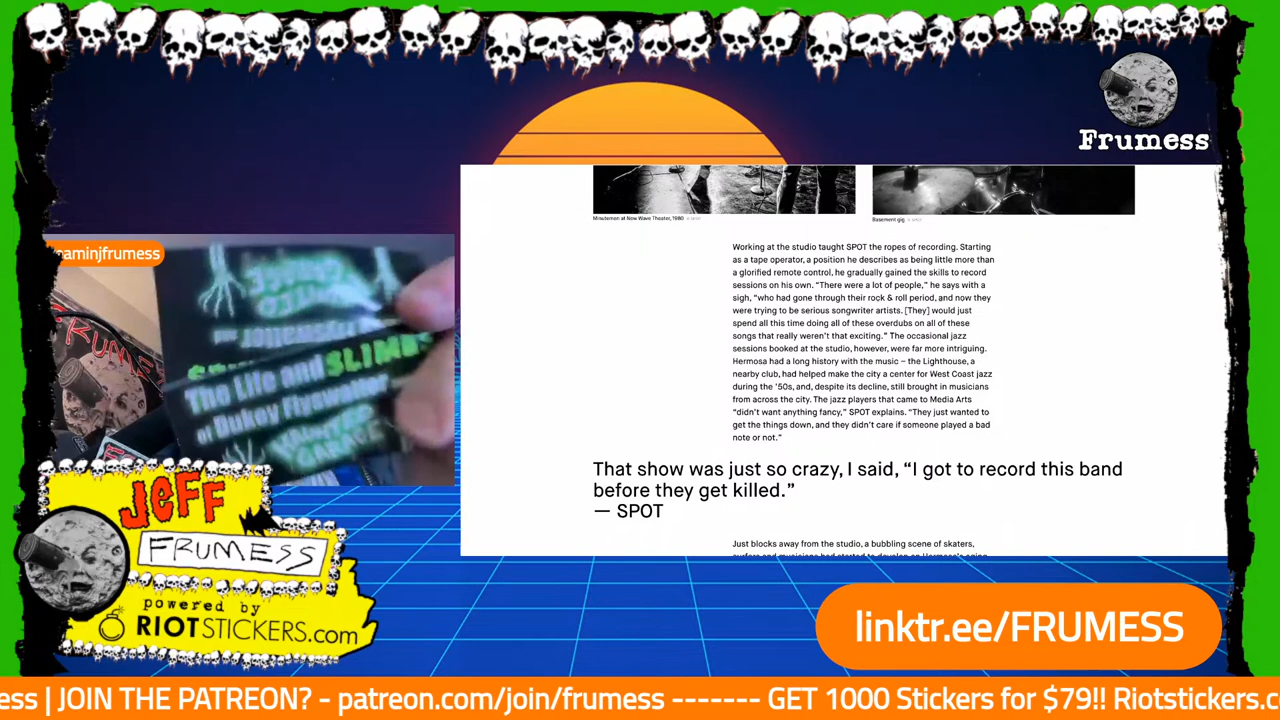 Frumess
Minutemen at New Wave Theater, 1980 © SPOT
Basement gig © SPOT
aminjfrumess
Working at the studio taught SPOT the ropes of recording. Starting
as a tape operator, a position he describes as being little more than
a glorified remote control, he gradually gained the skills to record
sessions on his own. “There were a lot of people,” he says with a
sigh, “who had gone through their rock & roll period, and now they
were trying to be serious songwriter artists. [They] would just
spend all this time doing all of these overdubs on all of these
songs that really weren’t that exciting.” The occasional jazz
sessions booked at the studio, however, were far more intriguing.
Hermosa had a long history with the music – the Lighthouse, a
nearby club, had helped make the city a center for West Coast jazz
during the ’50s, and, despite its decline, still brought in musicians
from across the city. The jazz players that came to Media Arts
“didn’t want anything fancy,” SPOT explains. “They just wanted to
get the things down, and they didn’t care if someone played a bad
note or not.”
That show was just so crazy, I said, “I got to record this band
before they get killed.”
— SPOT
Just blocks away from the studio, a bubbling scene of skaters,
FRUMES
The Life and SLIME
of Dukey Flyswatter
JEFF
FRUMESS
powered by
RIOTSTICKERS.com
linktr.ee/FRUMESS
ess | JOIN THE PATREON? - patreon.com/join/frumess ------- GET 1000 Stickers for $79!! Riotstickers.c